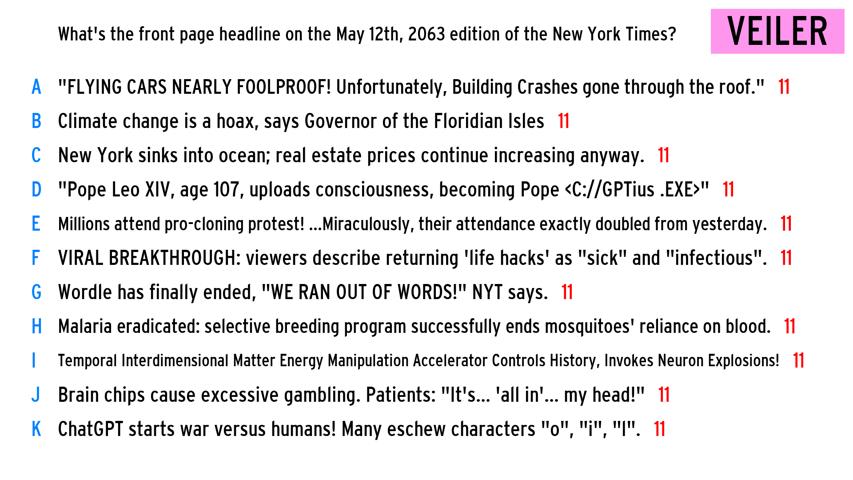 What's the front page headline on the May 12th, 2063 edition of the New York Times?
VEILER
A "FLYING CARS NEARLY FOOLPROOF! Unfortunately, Building Crashes gone through the roof." 11
B Climate change is a hoax, says Governor of the Floridian Isles 11
C New York sinks into ocean; real estate prices continue increasing anyway. 11
D "Pope Leo XIV, age 107, uploads consciousness, becoming Pope <C://GPTius .EXE>" 11
E Millions attend pro-cloning protest! ...Miraculously, their attendance exactly doubled from yesterday. 11
F VIRAL BREAKTHROUGH: viewers describe returning 'life hacks' as "sick" and "infectious". 11
G Wordle has finally ended, "WE RAN OUT OF WORDS!" NYT says. 11
H Malaria eradicated: selective breeding program successfully ends mosquitoes' reliance on blood. 11
I Temporal Interdimensional Matter Energy Manipulation Accelerator Controls History, Invokes Neuron Explosions! 11
J Brain chips cause excessive gambling. Patients: "It's... 'all in'... my head!" 11
K ChatGPT starts war versus humans! Many eschew characters "o", "i", "l". 11